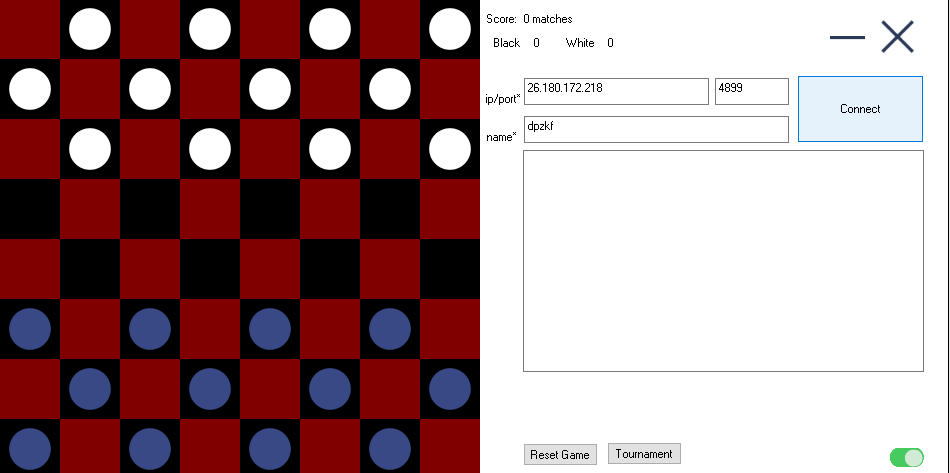 Score: 0 matches
Black 0 White 0
ip/port* 26.180.172.218 4899
Connect
name* dpzkf
Reset Game Tournament